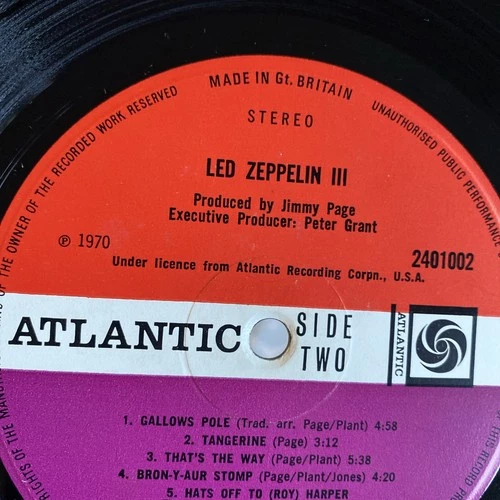 MADE IN Gt. BRITAIN
OF THE OWNER OF THE RECORDED WORK RESERVED
UNAUTHORISED PUBLIC PERFORMANCE
STEREO
LED ZEPPELIN III
Produced by Jimmy Page
Executive Producer: Peter Grant
℗ 1970
2401002
Under licence from Atlantic Recording Corpn., U.S.A.
ATLANTIC
SIDE
TWO
ATLANTIC
1. GALLOWS POLE (Trad. arr. Page/Plant) 4:58
2. TANGERINE (Page) 3:12
3. THAT'S THE WAY (Page/Plant) 5:38
4. BRON-Y-AUR STOMP (Page/Plant/Jones) 4:20
5. HATS OFF TO (ROY) HARPER
RIGHTS OF THE
THIS RECORD